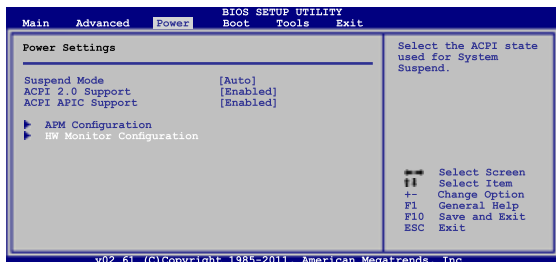 BIOS SETUP UTILITY
Main Advanced Power Boot Tools Exit
Power Settings
Suspend Mode [Auto]
ACPI 2.0 Support [Enabled]
ACPI APIC Support [Enabled]
APM Configuration
HW Monitor Configuration
Select the ACPI state
used for System
Suspend.
Select Screen
Select Item
+- Change Option
F1 General Help
F10 Save and Exit
ESC Exit
v02.61 (C)Copyright 1985-2011, American Megatrends, Inc.